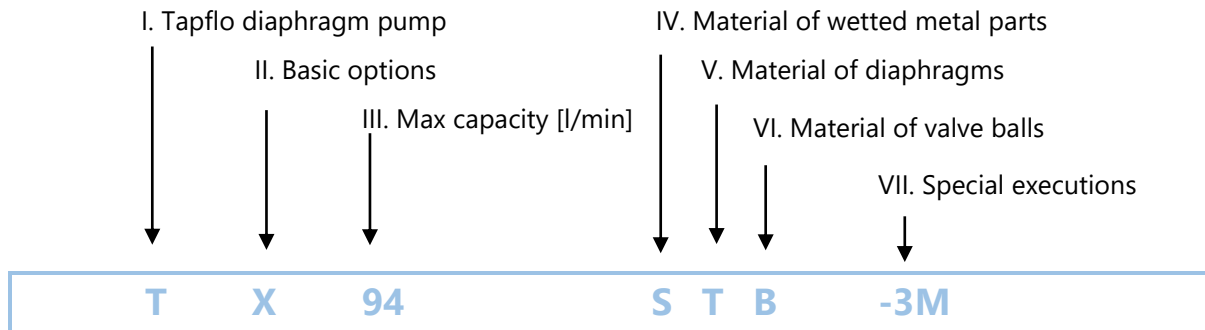 I. Tapflo diaphragm pump
IV. Material of wetted metal parts
II. Basic options
V. Material of diaphragms
III. Max capacity [l/min]
VI. Material of valve balls
VII. Special executions
T X 94 S T B -3M